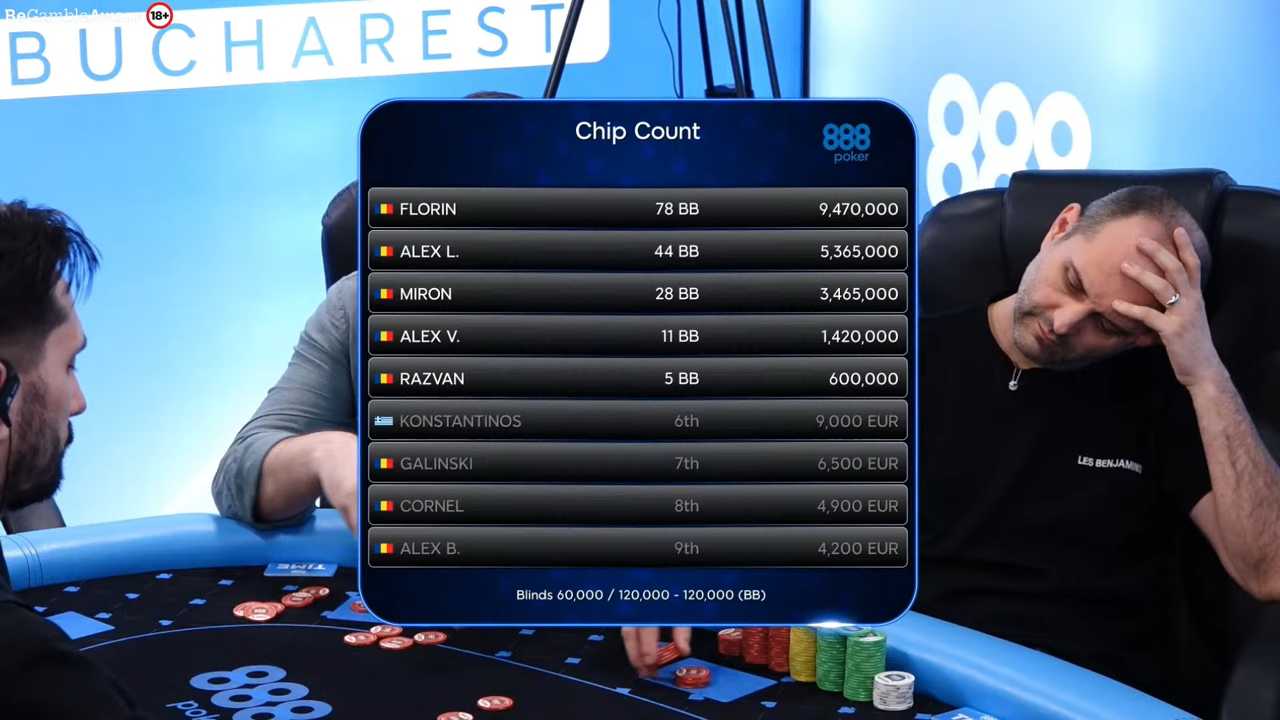 BeGambleAware 18+
BUCHAREST
888
Chip Count
888
poker
FLORIN 78 BB 9,470,000
ALEX L. 44 BB 5,365,000
MIRON 28 BB 3,465,000
ALEX V. 11 BB 1,420,000
RAZVAN 5 BB 600,000
KONSTANTINOS 6th 9,000 EUR
GALINSKI 7th 6,500 EUR
CORNEL 8th 4,900 EUR
ALEX B. 9th 4,200 EUR
Blinds 60,000 / 120,000 - 120,000 (BB)
LES BENJAMINS
TIME
888